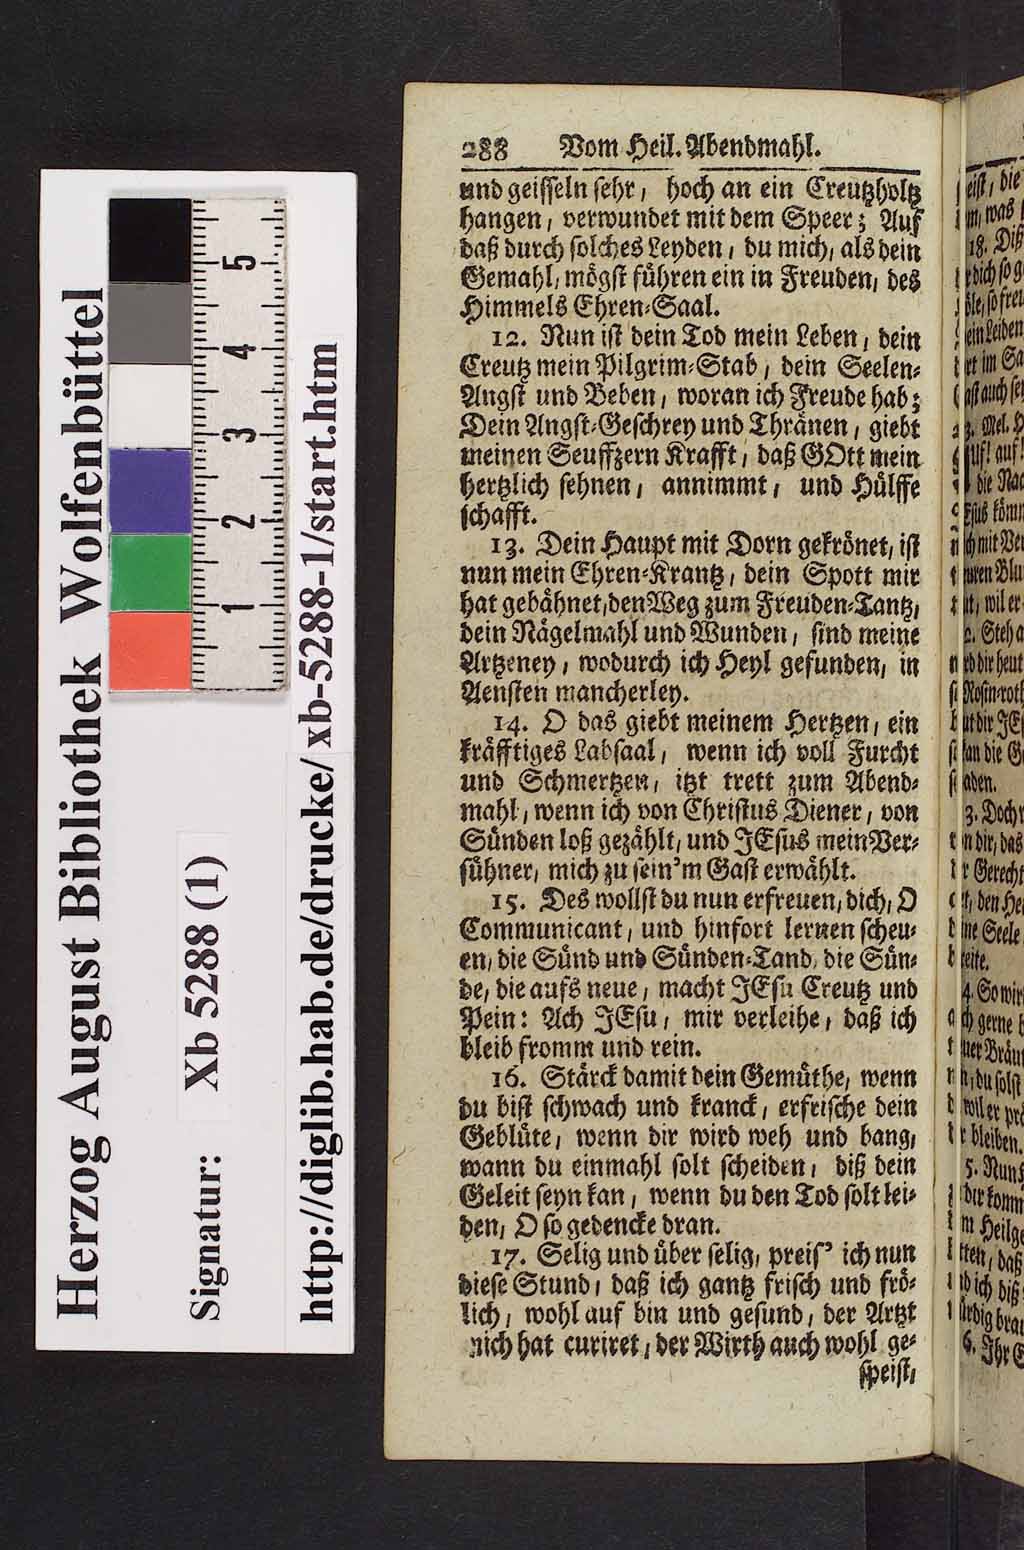 288 Vom Heil. Abendmahl.
und geisseln sehr, hoch an ein Creutzholtz
hangen, verwundet mit dem Speer; Auf
daß durch solches Leyden, du mich, als dein
Gemahl, mögst führen ein in Freuden, des
Himmels Ehren-Saal.
12. Nun ist dein Tod mein Leben, dein
Creutz mein Pilgrim-Stab, dein Seelen-
Angst und Beben, woran ich Freude hab;
Dein Angst-Geschrey und Thränen, giebt
meinen Seuffzern Krafft, daß GOtt mein
hertzlich sehnen, annimmt, und Hülffe
schafft.
13. Dein Haupt mit Dorn gekrönet, ist
nun mein Ehren-Krantz, dein Spott mir
hat gebähnet, den Weg zum Freuden-Tantz,
dein Nägelmahl und Wunden, sind meine
Artzeney, wodurch ich Heyl gefunden, in
Aensten mancherley.
14. O das giebt meinem Hertzen, ein
kräfftiges Labsaal, wenn ich voll Furcht
und Schmertzen, itzt trett zum Abend-
mahl, wenn ich von Christus Diener, von
Sünden loß gezählt, und JEsus mein Ver-
sühner, mich zu sein'm Gast erwählt.
15. Des wollst du nun erfreuen, dich, O
Communicant, und hinfort lernen scheu-
en, die Sünd und Sünden-Tand, die Sün-
de, die aufs neue, macht JEsu Creutz und
Pein: Ach JEsu, mir verleihe, daß ich
bleib fromm und rein.
16. Stärck damit dein Gemüthe, wenn
du bist schwach und kranck, erfrische dein
Geblüte, wenn dir wird weh und bang,
wann du einmahl solt scheiden, diß dein
Geleit seyn kan, wenn du den Tod solt lei-
den, O so gedencke dran.
17. Selig und über selig, preis' ich nun
diese Stund, daß ich gantz frisch und frö-
lich, wohl auf bin und gesund, der Artzt
mich hat curiret, der Wirth auch wohl ge-
speist,
Herzog August Bibliothek Wolfenbüttel
Signatur: Xb 5288 (1)
http://diglib.hab.de/drucke/ xb-5288-1/start.htm
1 2 3 4 5